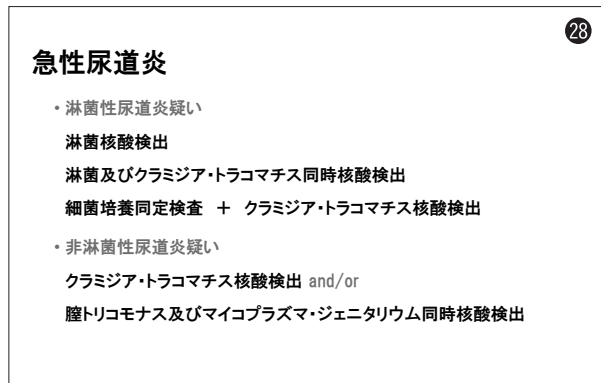 28
急性尿道炎
・淋菌性尿道炎疑い
淋菌核酸検出
淋菌及びクラミジア・トラコマチス同時核酸検出
細菌培養同定検査 ＋ クラミジア・トラコマチス核酸検出
・非淋菌性尿道炎疑い
クラミジア・トラコマチス核酸検出 and/or
膣トリコモナス及びマイコプラズマ・ジェニタリウム同時核酸検出